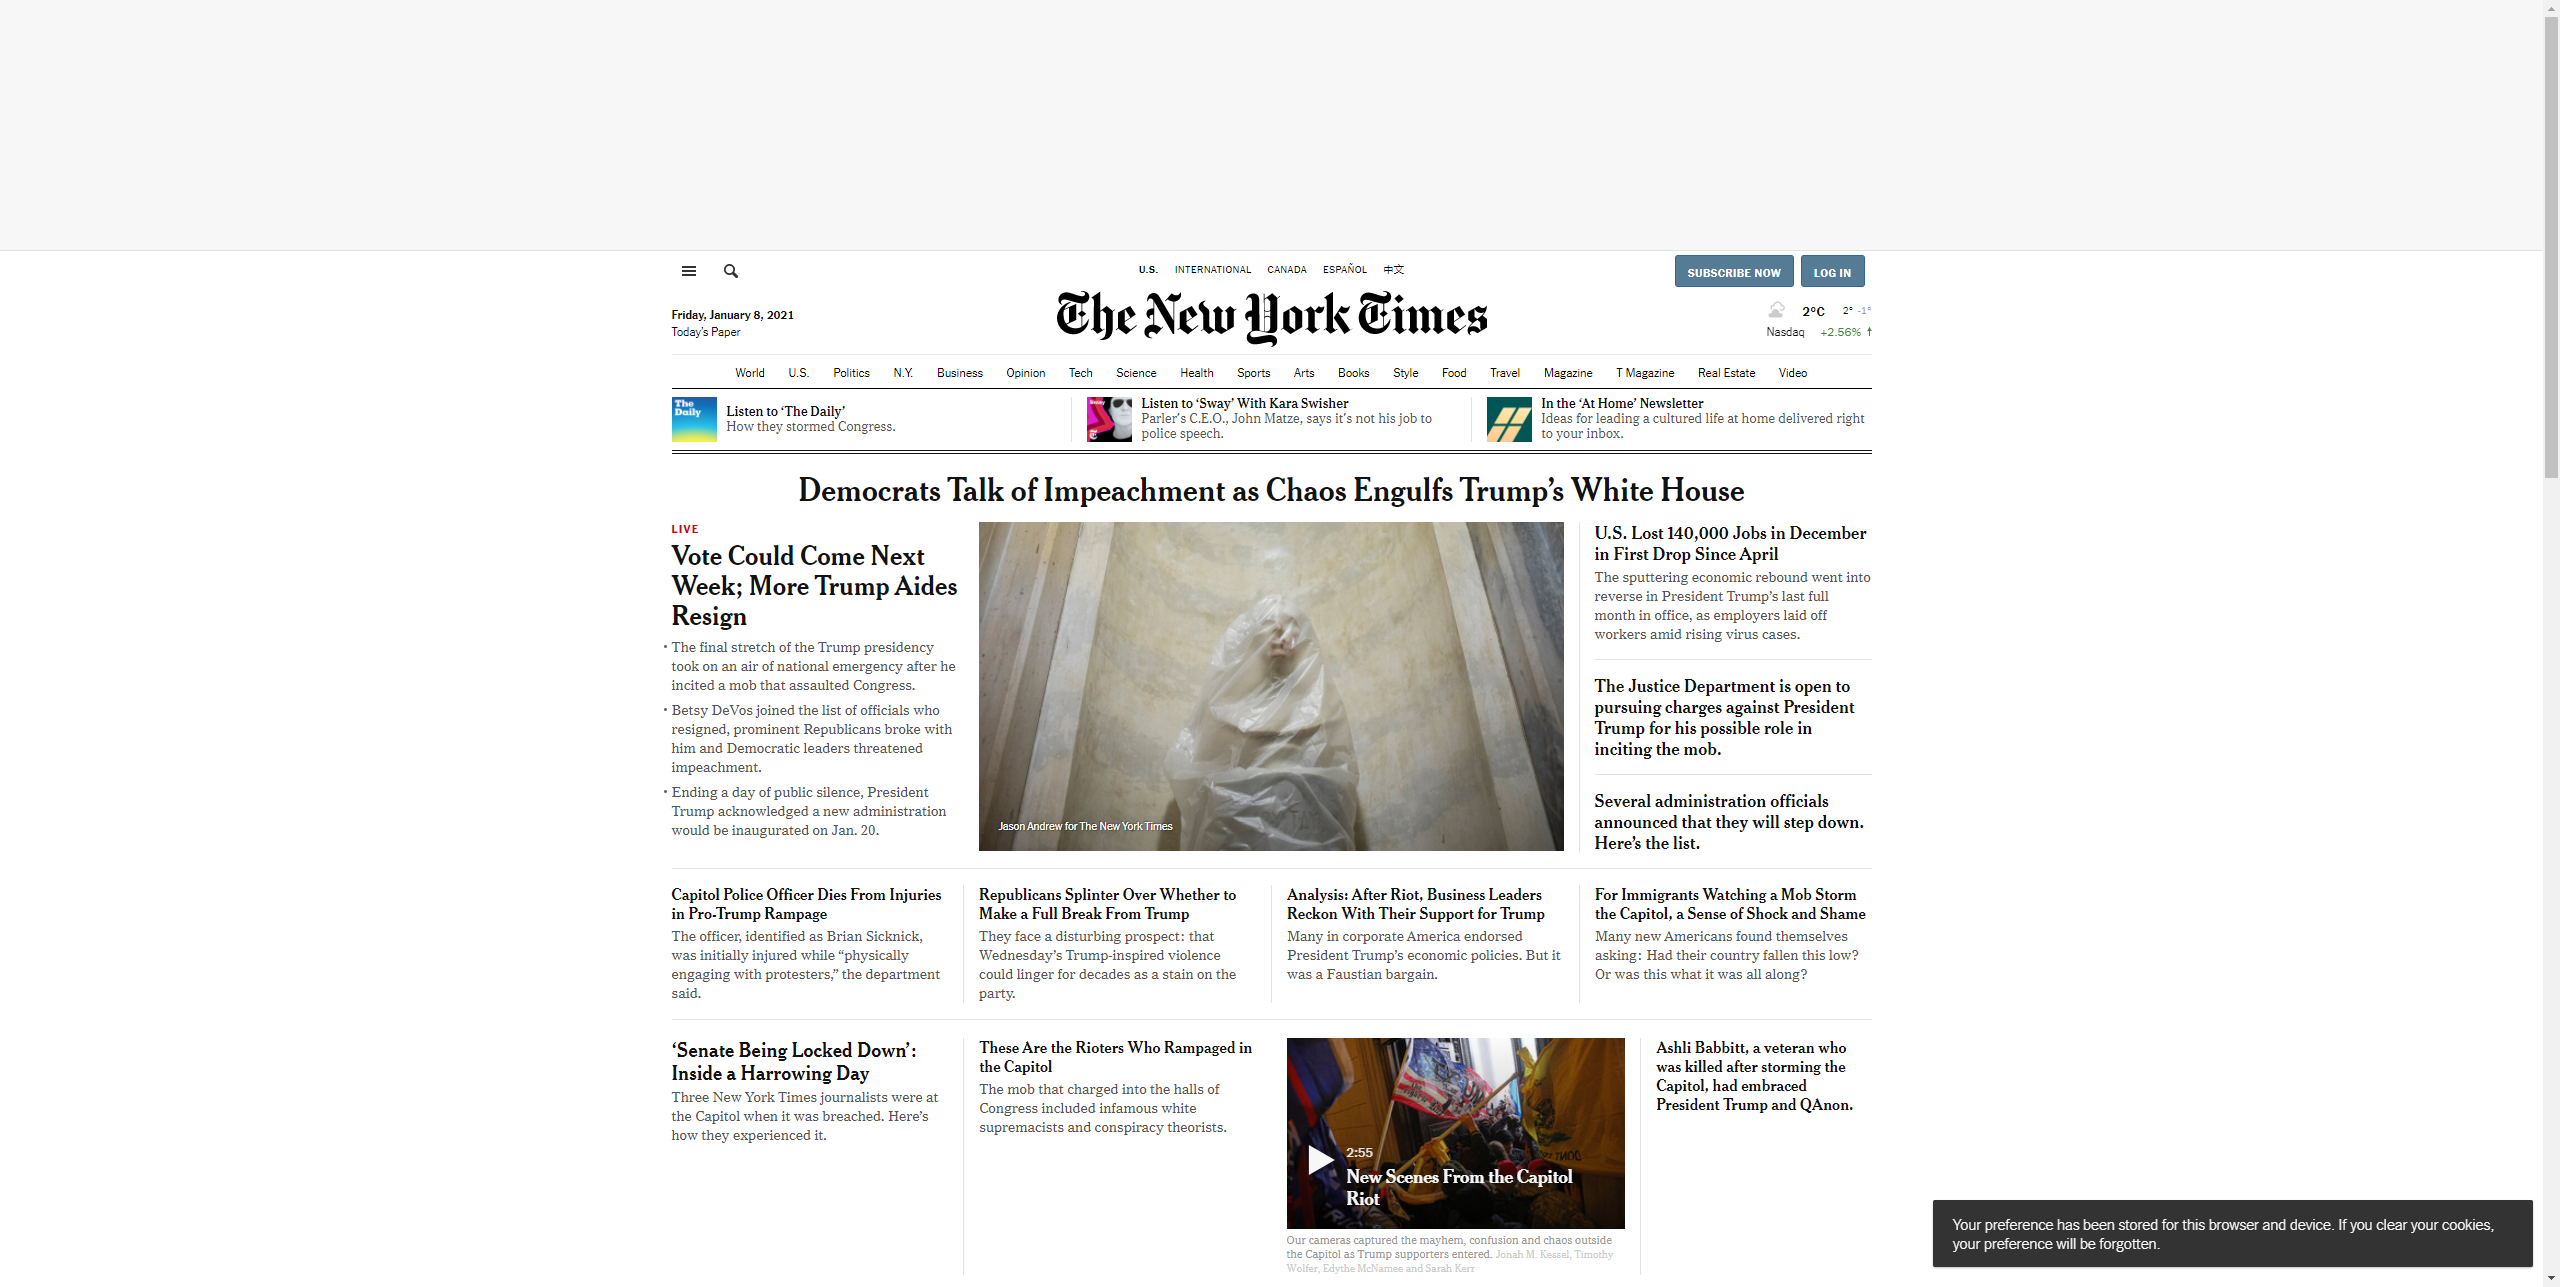 U.S. INTERNATIONAL CANADA ESPAÑOL 中文
SUBSCRIBE NOW LOG IN
The New York Times
Friday, January 8, 2021
Today's Paper
2°C 2° -1°
Nasdaq +2.56% ↑
World U.S. Politics N.Y. Business Opinion Tech Science Health Sports Arts Books Style Food Travel Magazine T Magazine Real Estate Video
The
Daily
Listen to ‘The Daily’
How they stormed Congress.
Sway
Listen to ‘Sway’ With Kara Swisher
Parler's C.E.O., John Matze, says it's not his job to
police speech.
In the ‘At Home’ Newsletter
Ideas for leading a cultured life at home delivered right
to your inbox.
Democrats Talk of Impeachment as Chaos Engulfs Trump’s White House
LIVE
Vote Could Come Next
Week; More Trump Aides
Resign
• The final stretch of the Trump presidency
took on an air of national emergency after he
incited a mob that assaulted Congress.
• Betsy DeVos joined the list of officials who
resigned, prominent Republicans broke with
him and Democratic leaders threatened
impeachment.
• Ending a day of public silence, President
Trump acknowledged a new administration
would be inaugurated on Jan. 20.
Jason Andrew for The New York Times
U.S. Lost 140,000 Jobs in December
in First Drop Since April
The sputtering economic rebound went into
reverse in President Trump’s last full
month in office, as employers laid off
workers amid rising virus cases.
The Justice Department is open to
pursuing charges against President
Trump for his possible role in
inciting the mob.
Several administration officials
announced that they will step down.
Here’s the list.
Capitol Police Officer Dies From Injuries
in Pro-Trump Rampage
The officer, identified as Brian Sicknick,
was initially injured while “physically
engaging with protesters,” the department
said.
Republicans Splinter Over Whether to
Make a Full Break From Trump
They face a disturbing prospect: that
Wednesday’s Trump-inspired violence
could linger for decades as a stain on the
party.
Analysis: After Riot, Business Leaders
Reckon With Their Support for Trump
Many in corporate America endorsed
President Trump’s economic policies. But it
was a Faustian bargain.
For Immigrants Watching a Mob Storm
the Capitol, a Sense of Shock and Shame
Many new Americans found themselves
asking: Had their country fallen this low?
Or was this what it was all along?
‘Senate Being Locked Down’:
Inside a Harrowing Day
Three New York Times journalists were at
the Capitol when it was breached. Here’s
how they experienced it.
These Are the Rioters Who Rampaged in
the Capitol
The mob that charged into the halls of
Congress included infamous white
supremacists and conspiracy theorists.
2:55
New Scenes From the Capitol
Riot
Our cameras captured the mayhem, confusion and chaos outside
the Capitol as Trump supporters entered. Jonah M. Kessel, Timothy
Wolfer, Edythe McNamee and Sarah Kerr
Ashli Babbitt, a veteran who
was killed after storming the
Capitol, had embraced
President Trump and QAnon.
Your preference has been stored for this browser and device. If you clear your cookies,
your preference will be forgotten.